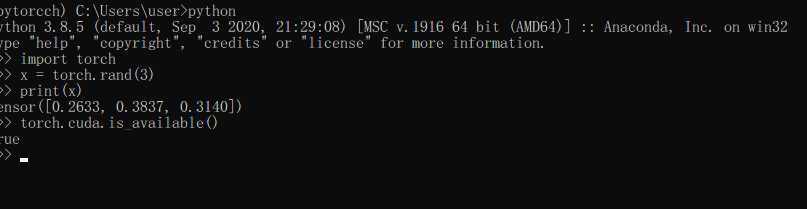 pytorcch) C:\Users\user>python
ython 3.8.5 (default, Sep  3 2020, 21:29:08) [MSC v.1916 64 bit (AMD64)] :: Anaconda, Inc. on win32
ype "help", "copyright", "credits" or "license" for more information.
>> import torch
>> x = torch.rand(3)
>> print(x)
ensor([0.2633, 0.3837, 0.3140])
>> torch.cuda.is_available()
rue
>>